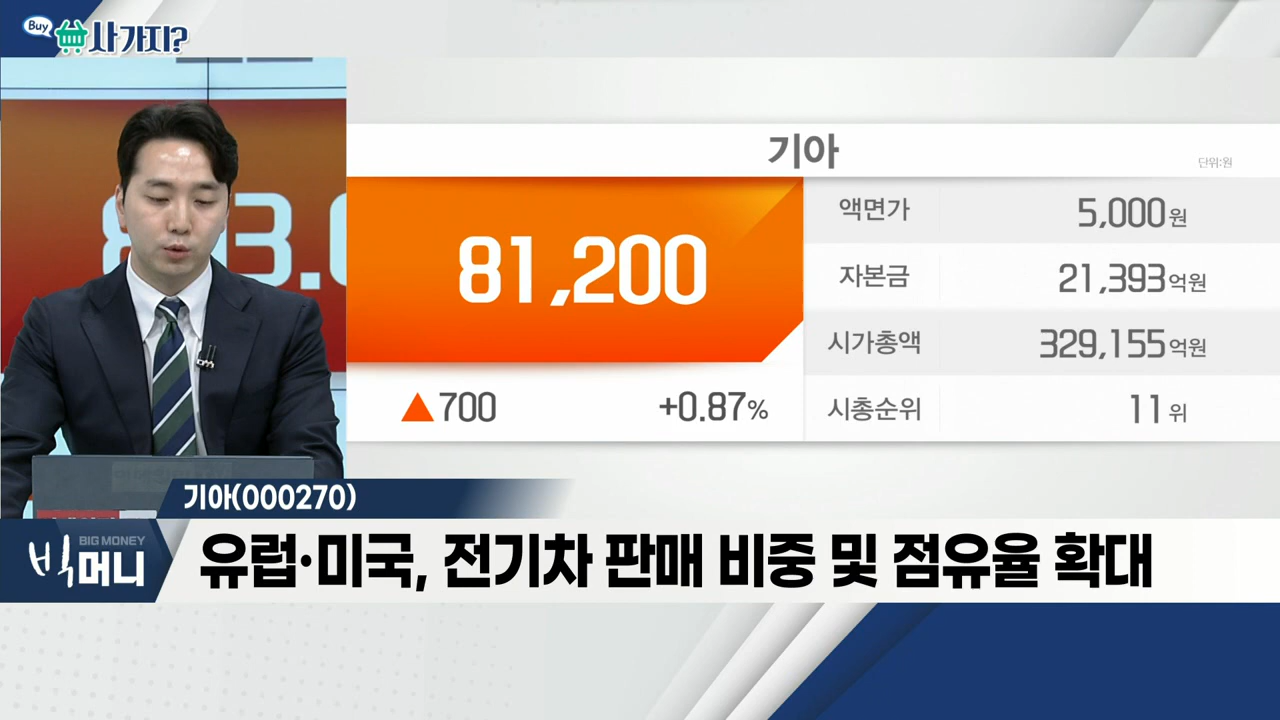 Buy
사가지?
기아
단위:원
81,200
▲700 +0.87%
액면가 5,000원
자본금 21,393억원
시가총액 329,155억원
시총순위 11위
기아(000270)
BIG MONEY
빅머니
유럽·미국, 전기차 판매 비중 및 점유율 확대